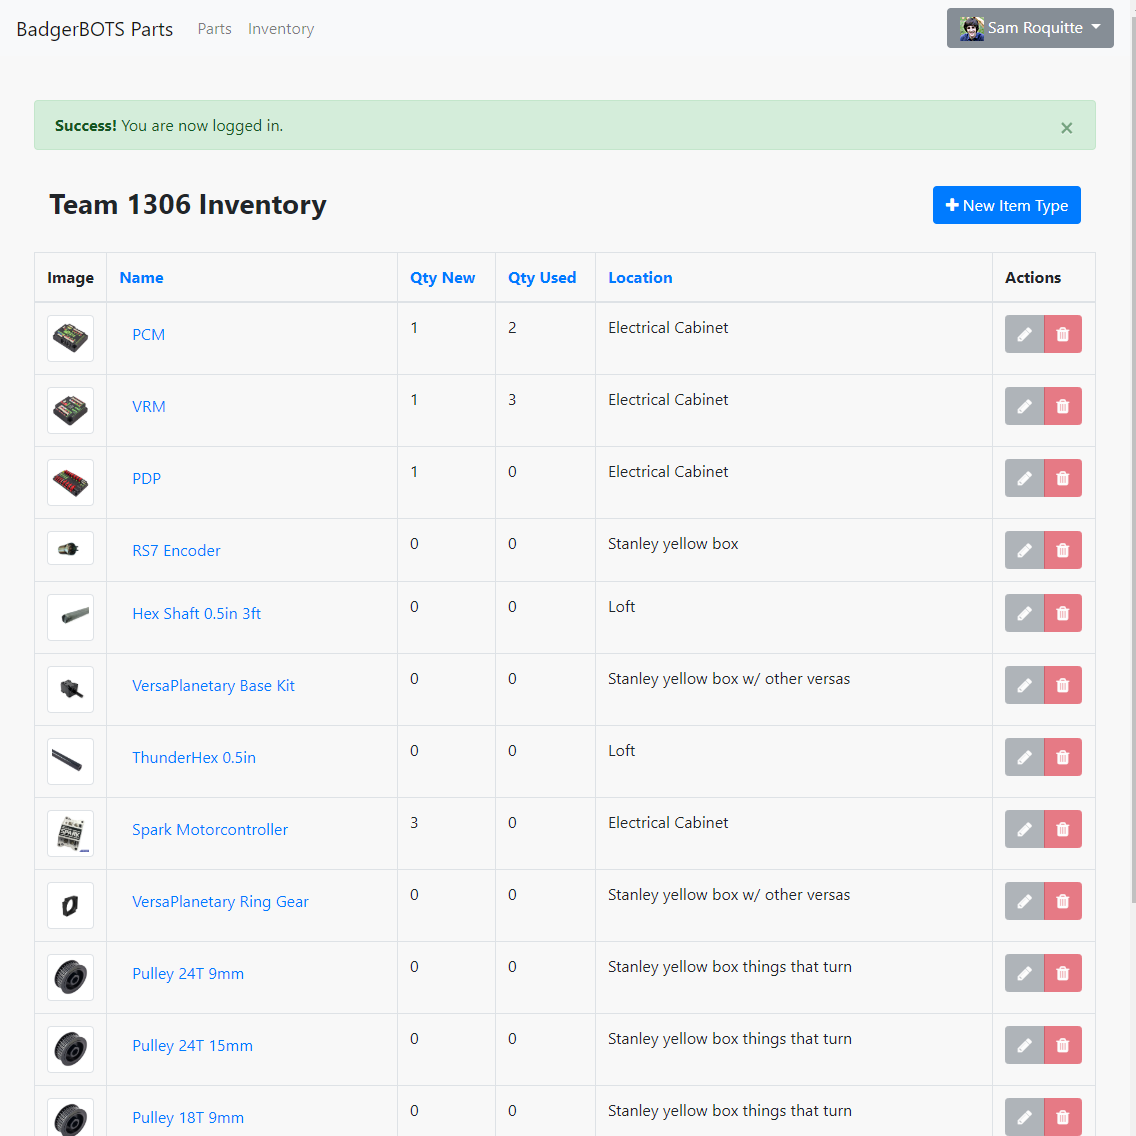 BadgerBOTS Parts Parts Inventory Sam Roquitte
Success! You are now logged in. ×
Team 1306 Inventory New Item Type
Image Name Qty New Qty Used Location Actions
PCM 1 2 Electrical Cabinet
VRM 1 3 Electrical Cabinet
PDP 1 0 Electrical Cabinet
RS7 Encoder 0 0 Stanley yellow box
Hex Shaft 0.5in 3ft 0 0 Loft
VersaPlanetary Base Kit 0 0 Stanley yellow box w/ other versas
ThunderHex 0.5in 0 0 Loft
SPARK
Spark Motorcontroller 3 0 Electrical Cabinet
VersaPlanetary Ring Gear 0 0 Stanley yellow box w/ other versas
Pulley 24T 9mm 0 0 Stanley yellow box things that turn
Pulley 24T 15mm 0 0 Stanley yellow box things that turn
Pulley 18T 9mm 0 0 Stanley yellow box things that turn